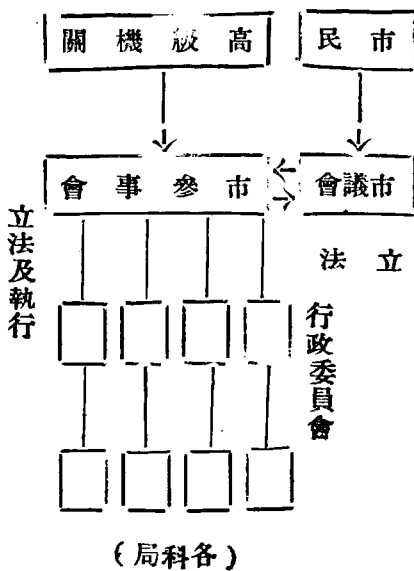 市民
高級機關
市議會
市參事會
立法
立法及執行
行政委員會
(各科局)